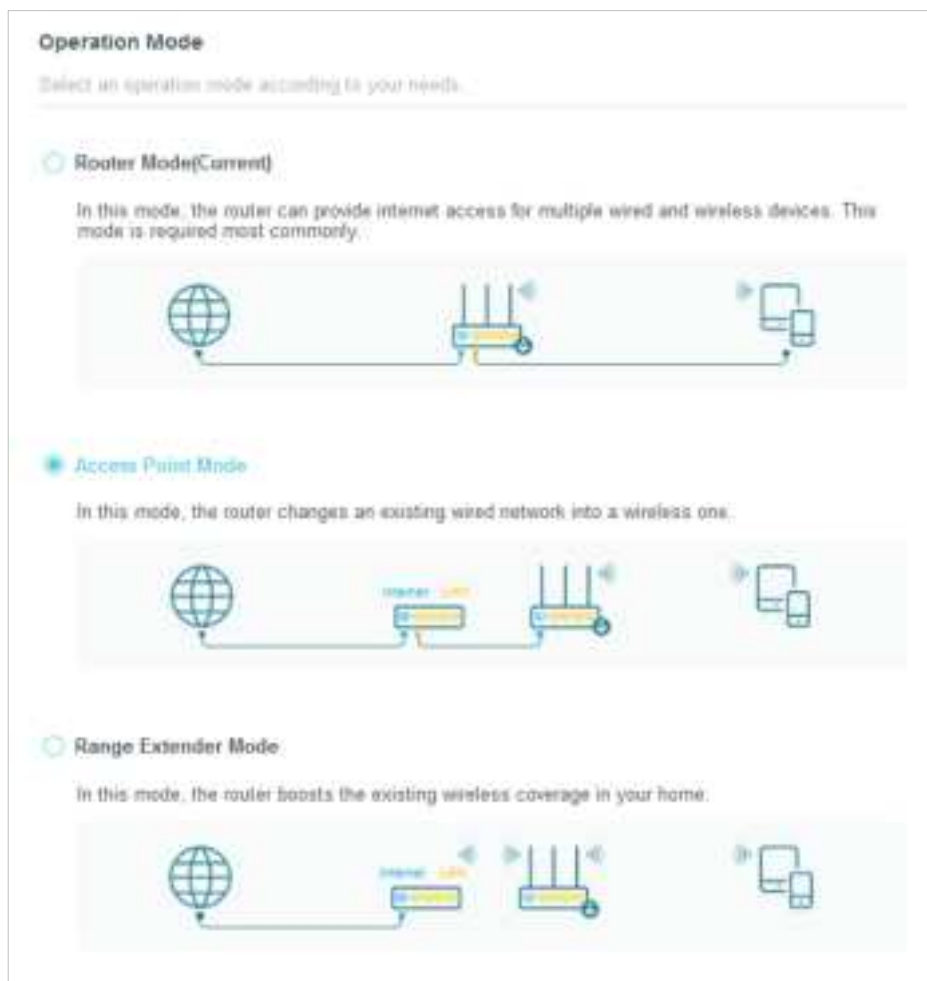 Operation Mode
Select an operation mode according to your needs.
Router Mode(Current)
In this mode, the router can provide internet access for multiple wired and wireless devices. This
mode is required most commonly.
Access Point Mode
In this mode, the router changes an existing wired network into a wireless one.
Internet LAN
Range Extender Mode
In this mode, the router boosts the existing wireless coverage in your home.
Internet LAN